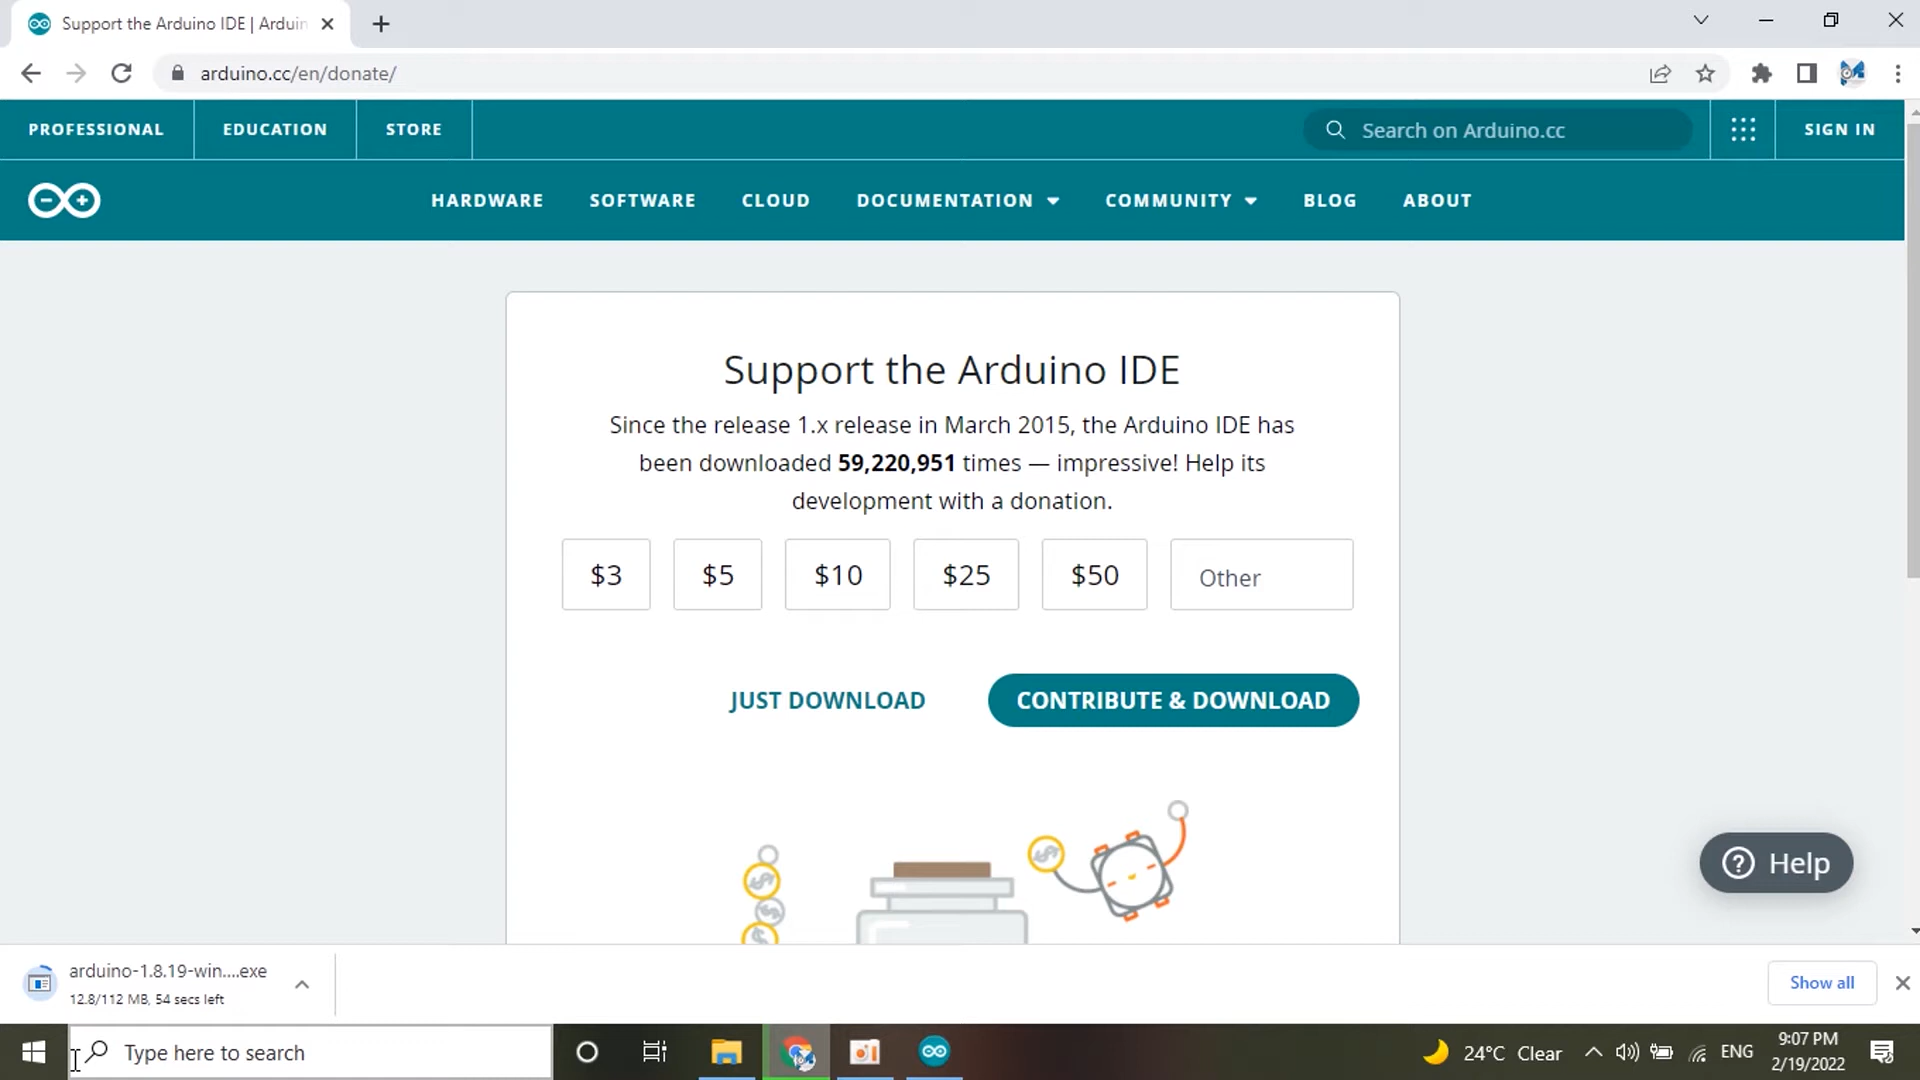 Support the Arduino IDE | Arduin
arduino.cc/en/donate/
PROFESSIONAL EDUCATION STORE Search on Arduino.cc SIGN IN
HARDWARE SOFTWARE CLOUD DOCUMENTATION COMMUNITY BLOG ABOUT
Support the Arduino IDE
Since the release 1.x release in March 2015, the Arduino IDE has
been downloaded 59,220,951 times — impressive! Help its
development with a donation.
$3 $5 $10 $25 $50 Other
JUST DOWNLOAD CONTRIBUTE & DOWNLOAD
Help
arduino-1.8.19-win....exe
12.8/112 MB, 54 secs left
Show all
Type here to search
24°C Clear
ENG
9:07 PM
2/19/2022